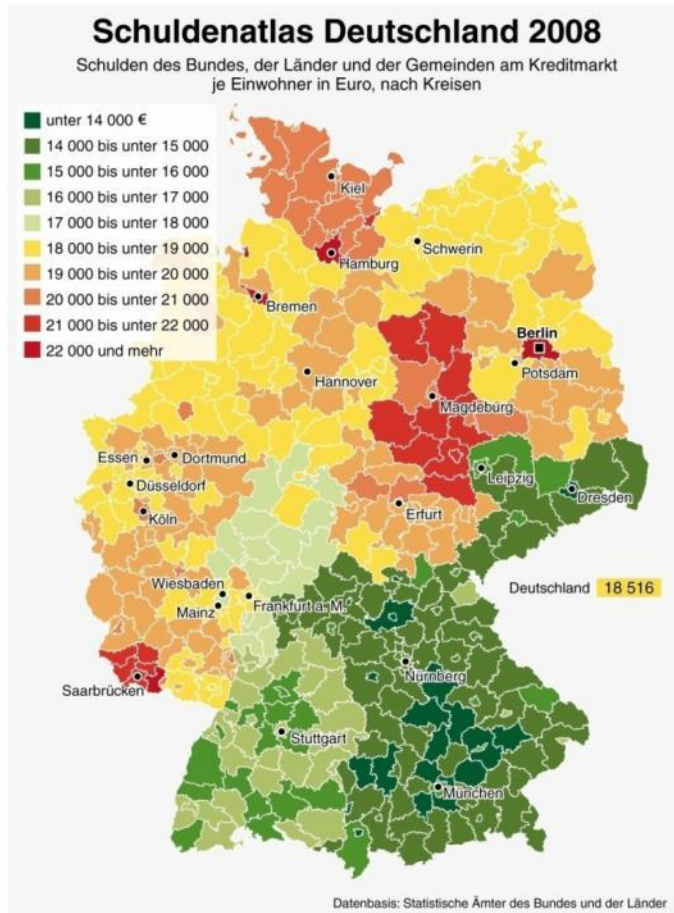 Schuldenatlas Deutschland 2008
Schulden des Bundes, der Länder und der Gemeinden am Kreditmarkt
je Einwohner in Euro, nach Kreisen
unter 14 000 €
14 000 bis unter 15 000
15 000 bis unter 16 000
16 000 bis unter 17 000
17 000 bis unter 18 000
18 000 bis unter 19 000
19 000 bis unter 20 000
20 000 bis unter 21 000
21 000 bis unter 22 000
22 000 und mehr
Kiel
Schwerin
Hamburg
Bremen
Berlin
Potsdam
Hannover
Magdeburg
Essen
Dortmund
Leipzig
Düsseldorf
Dresden
Köln
Erfurt
Wiesbaden
Deutschland 18 516
Mainz
Frankfurt a. M.
Nürnberg
Saarbrücken
Stuttgart
München
Datenbasis: Statistische Ämter des Bundes und der Länder